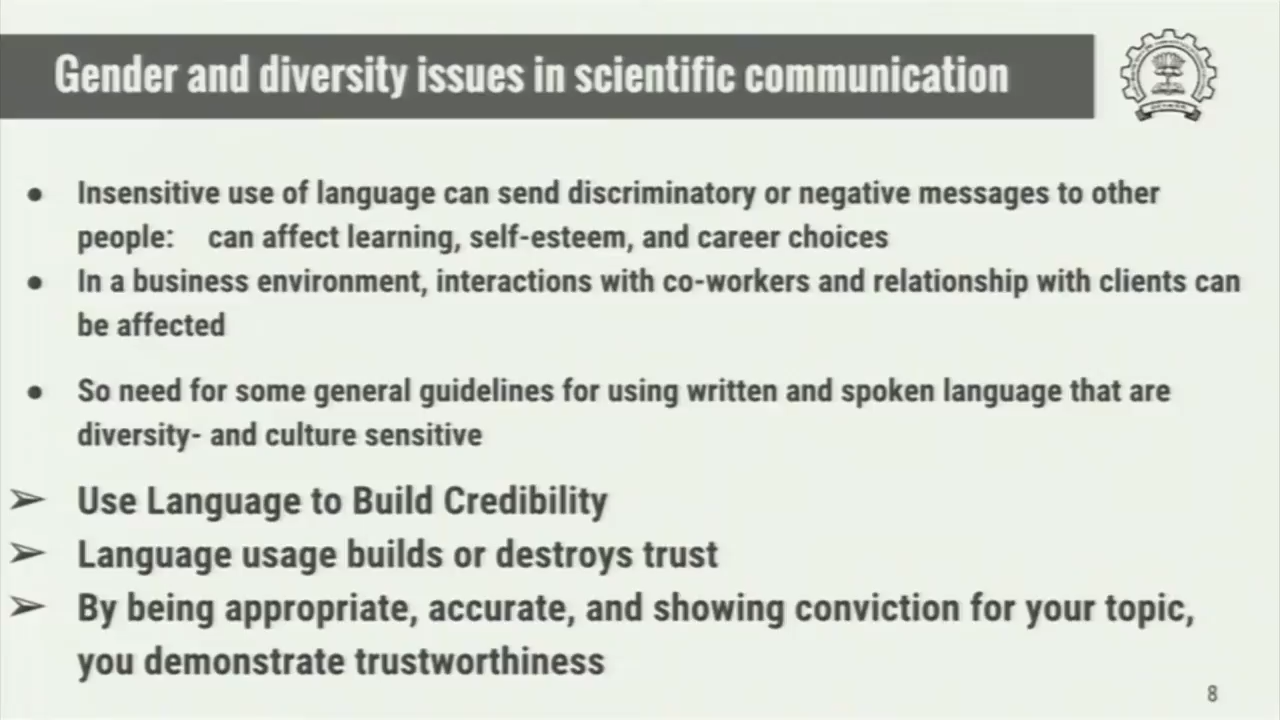 Gender and diversity issues in scientific communication
● Insensitive use of language can send discriminatory or negative messages to other
people: can affect learning, self-esteem, and career choices
● In a business environment, interactions with co-workers and relationship with clients can
be affected
● So need for some general guidelines for using written and spoken language that are
diversity- and culture sensitive
➢ Use Language to Build Credibility
➢ Language usage builds or destroys trust
➢ By being appropriate, accurate, and showing conviction for your topic,
you demonstrate trustworthiness
8